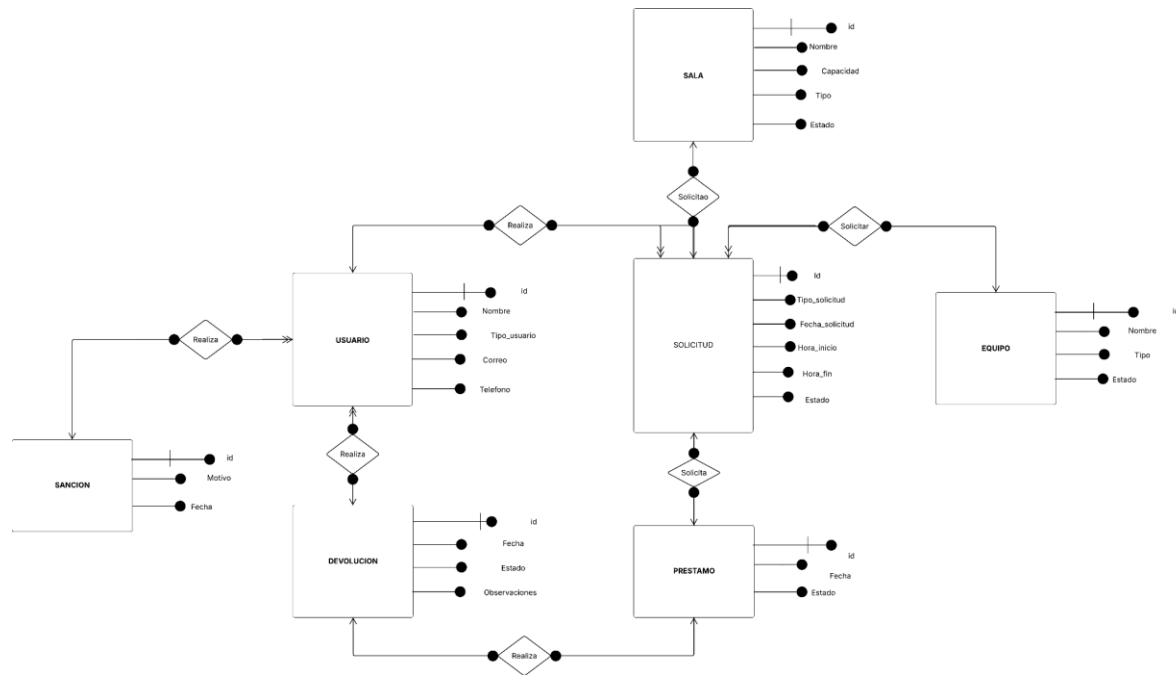 id
Nombre
SALA
Capacidad
Tipo
Estado
Solicitao
Realiza
Solicitar
Id
id
Tipo_solicitud
Nombre
Fecha_solicitud
Tipo_usuario
Nombre
Realiza
USUARIO
SOLICITUD
Hora_inicio
EQUIPO
Correo
Tipo
Hora_fin
Estado
Telefono
Estado
Realiza
id
Solicita
SANCION
Motivo
Fecha
id
Fecha
id
DEVOLUCION
Estado
PRESTAMO
Fecha
Observaciones
Estado
Realiza